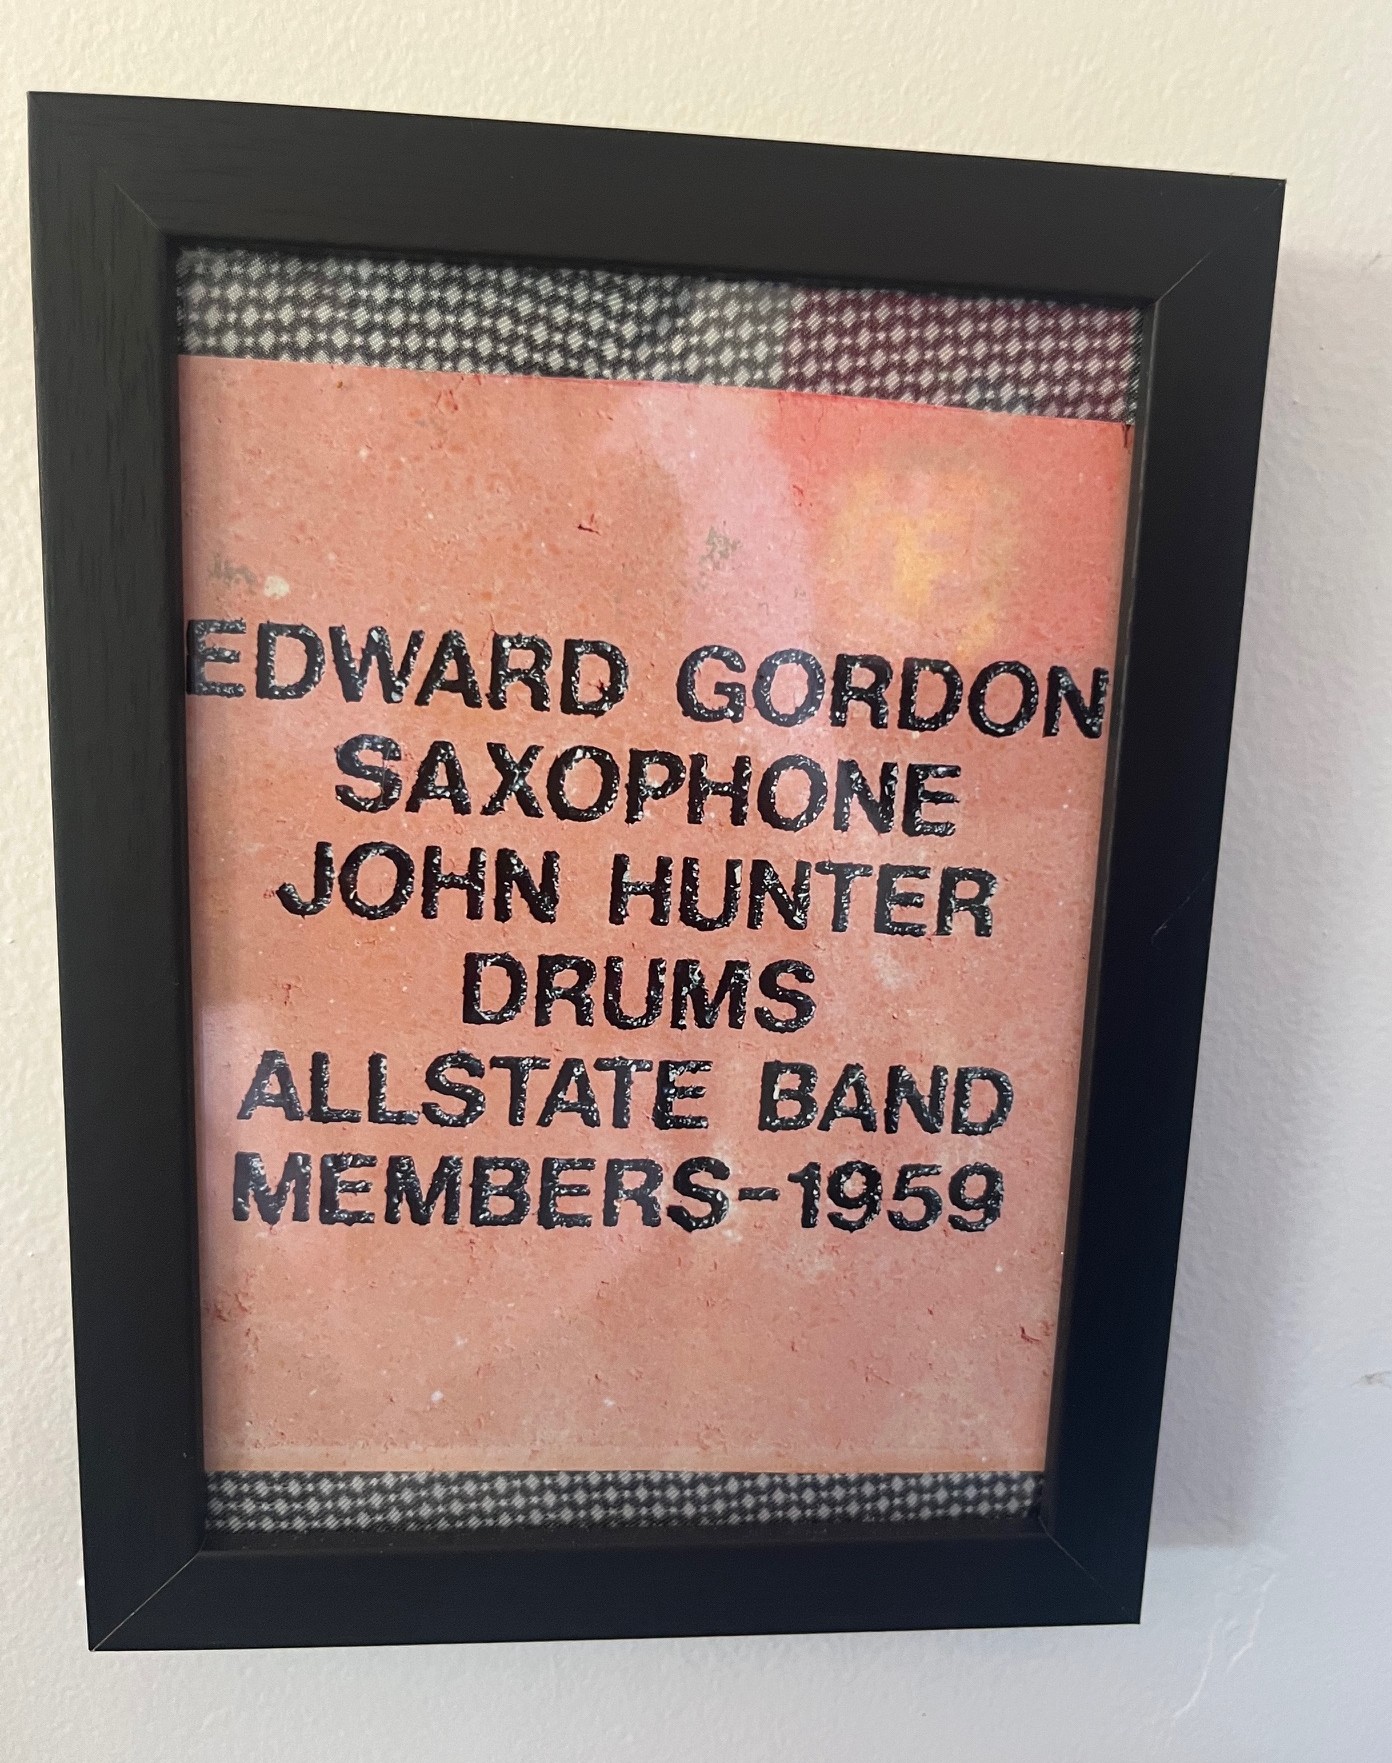 EDWARD GORDON
SAXOPHONE
JOHN HUNTER
DRUMS
ALLSTATE BAND
MEMBERS-1959